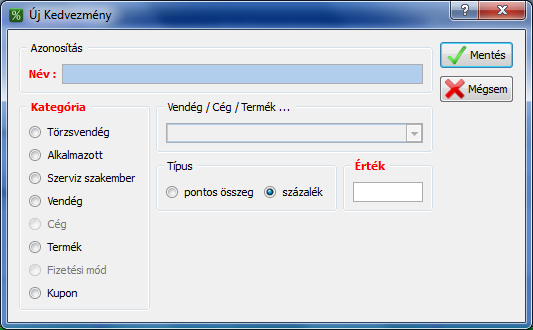 Új Kedvezmény
?
Azonosítás
Név :
Mentés
Mégsem
Kategória
Törzsvendég
Alkalmazott
Szerviz szakember
Vendég
Cég
Termék
Fizetési mód
Kupon
Vendég / Cég / Termék ...
Típus
pontos összeg
százalék
Érték